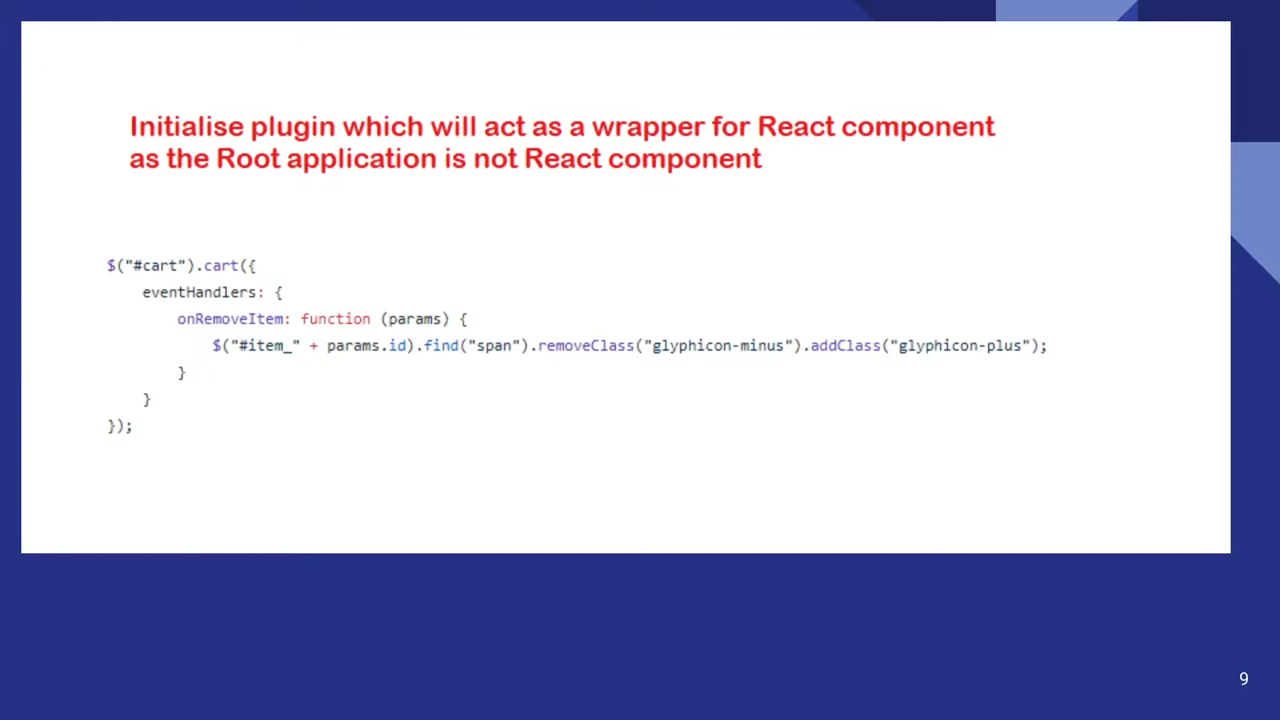 Initialise plugin which will act as a wrapper for React component
as the Root application is not React component
$("#cart").cart({
    eventHandlers: {
        onRemoveItem: function (params) {
            $("#item_" + params.id).find("span").removeClass("glyphicon-minus").addClass("glyphicon-plus");
        }
    }
});
9